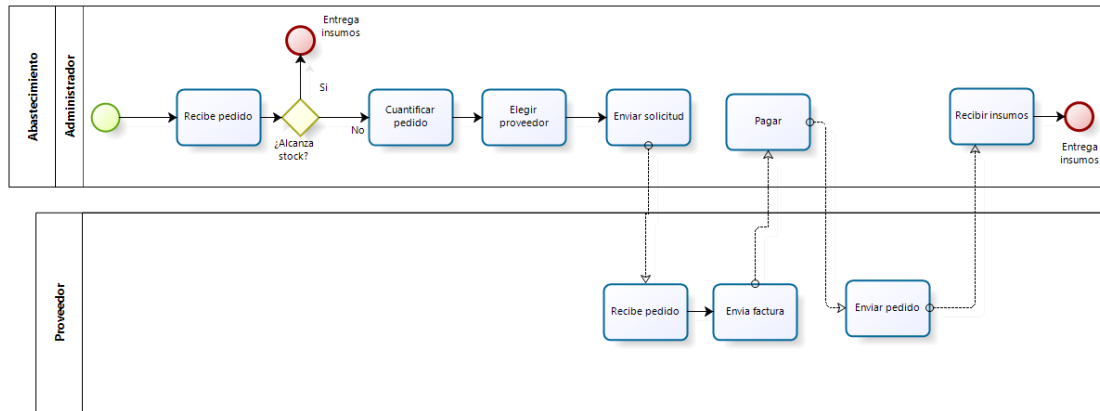 Abastecimiento
Administrador
Entrega
insumos
Si
Recibe pedido
¿Alcanza
stock?
No
Cuantificar
pedido
Elegir
proveedor
Enviar solicitud
Pagar
Recibir insumos
Entrega
insumos
Proveedor
Recibe pedido
Envia factura
Enviar pedido